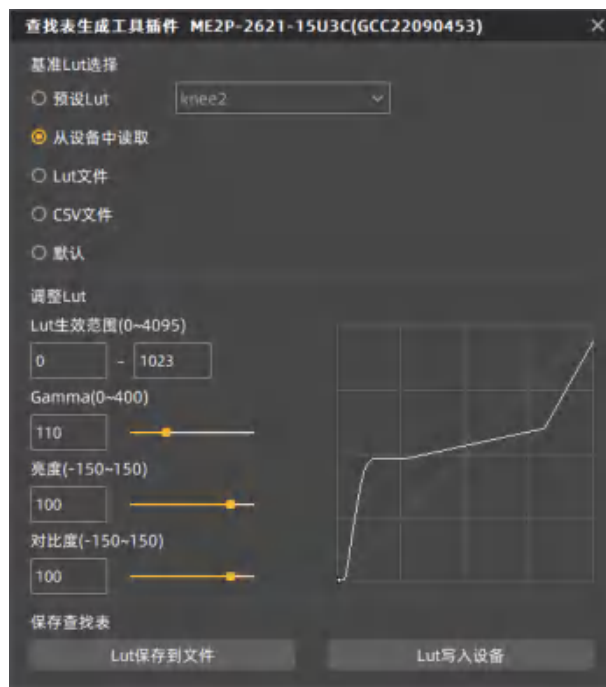 查找表生成工具插件 ME2P-2621-15U3C(GCC22090453)
基准Lut选择
预设Lut knee2
从设备中读取
Lut文件
CSV文件
默认
调整Lut
Lut生效范围(0~4095)
0 - 1023
Gamma(0~400)
110
亮度(-150~150)
100
对比度(-150~150)
100
保存查找表
Lut保存到文件 Lut写入设备